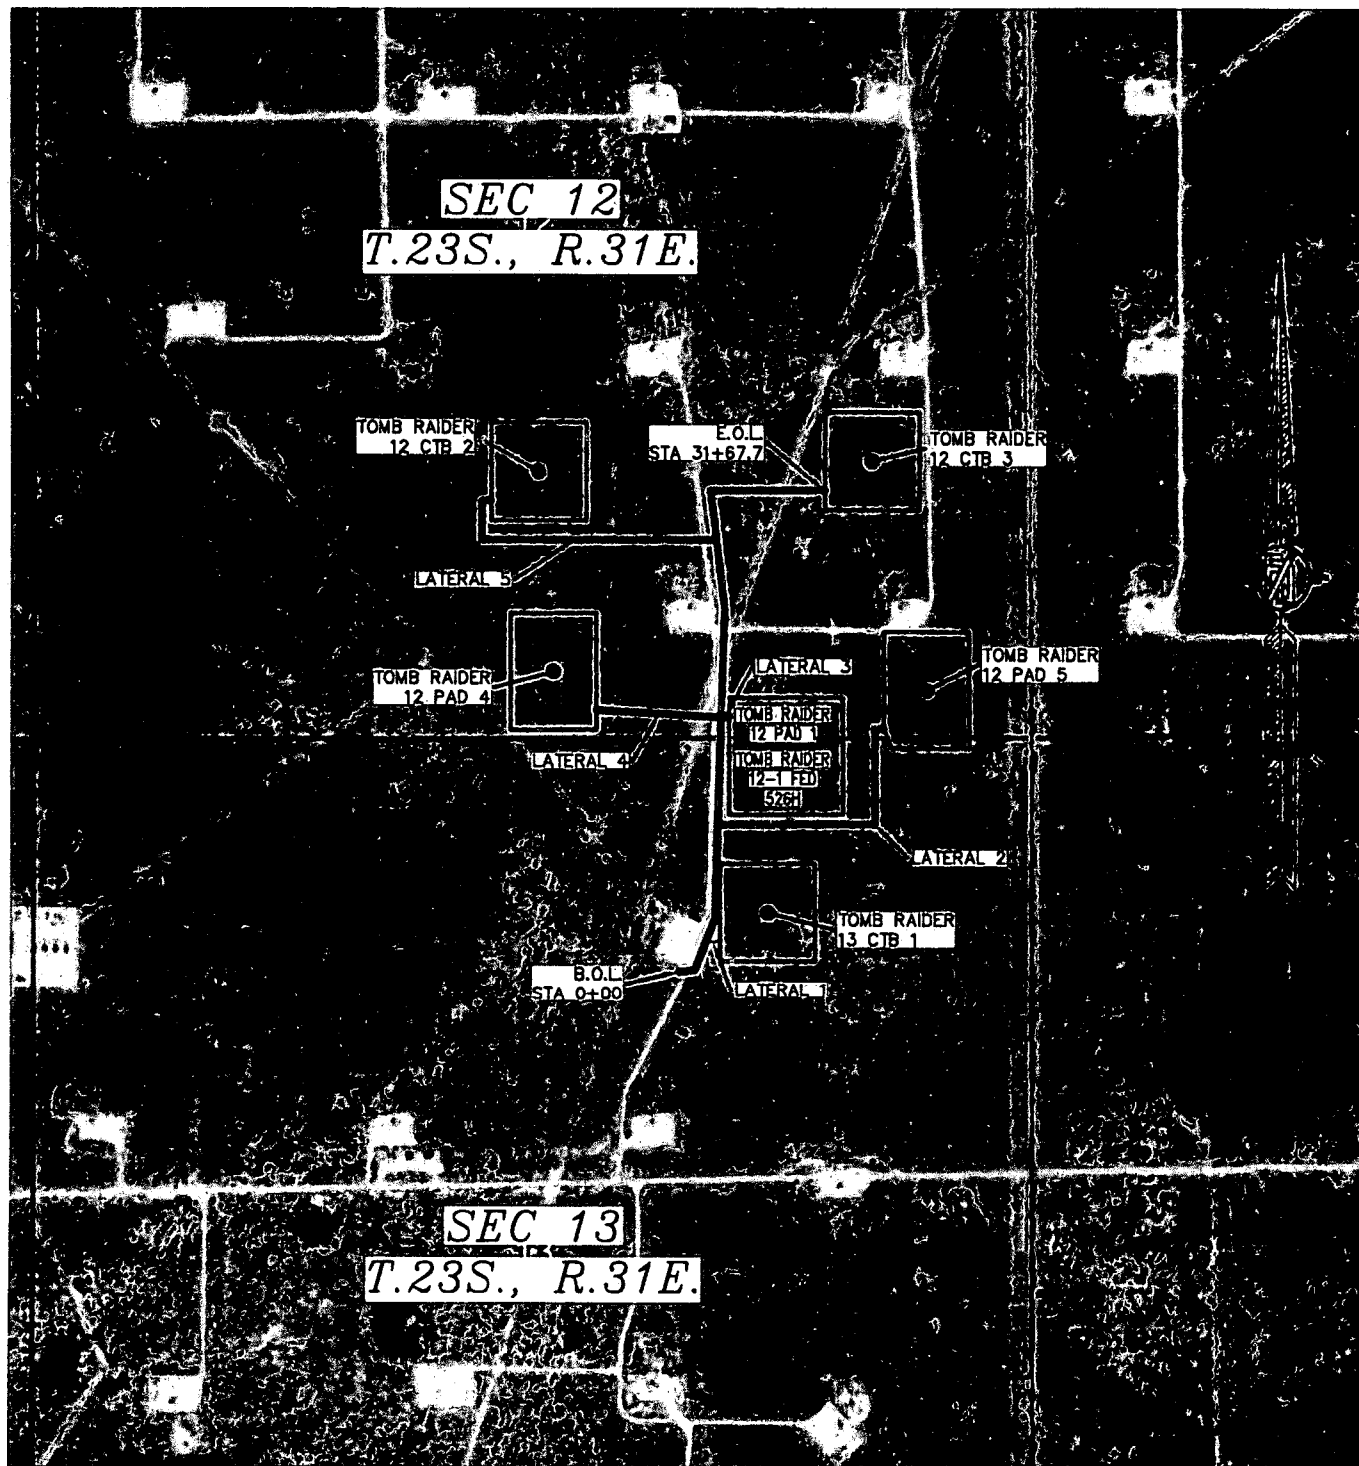 SEC 12
T.23S., R.31E.
TOMB RAIDER
12 CTB 2
E.O.L.
STA 31+67.7
TOMB RAIDER
12 CTB 3
LATERAL 5
TOMB RAIDER
12 PAD 4
LATERAL 3
TOMB RAIDER
12 PAD 5
TOMB RAIDER
12 PAD 1
TOMB RAIDER
12-1 FED
526H
LATERAL 4
LATERAL 2
TOMB RAIDER
13 CTB 1
B.O.L.
STA 0+00
LATERAL 1
SEC 13
T.23S., R.31E.